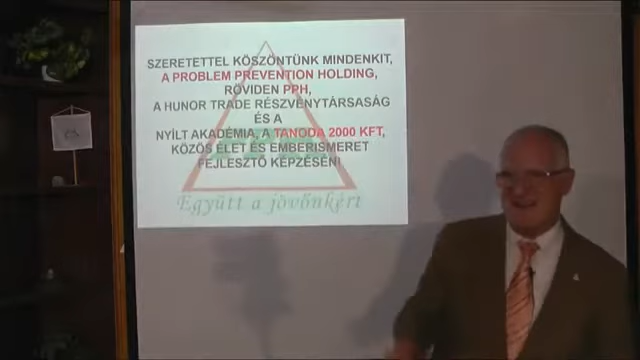 SZERETETTEL KÖSZÖNTÜNK MINDENKIT,
A PROBLEM PREVENTION HOLDING,
RÖVIDEN PPH,
A HUNOR TRADE RÉSZVÉNYTÁRSASÁG
ÉS A
NYÍLT AKADÉMIA, A TANODA 2000 KFT,
KÖZÖS ÉLET ÉS EMBERISMERET
FEJLESZTŐ KÉPZÉSÉN!
Együtt a jövőnkért